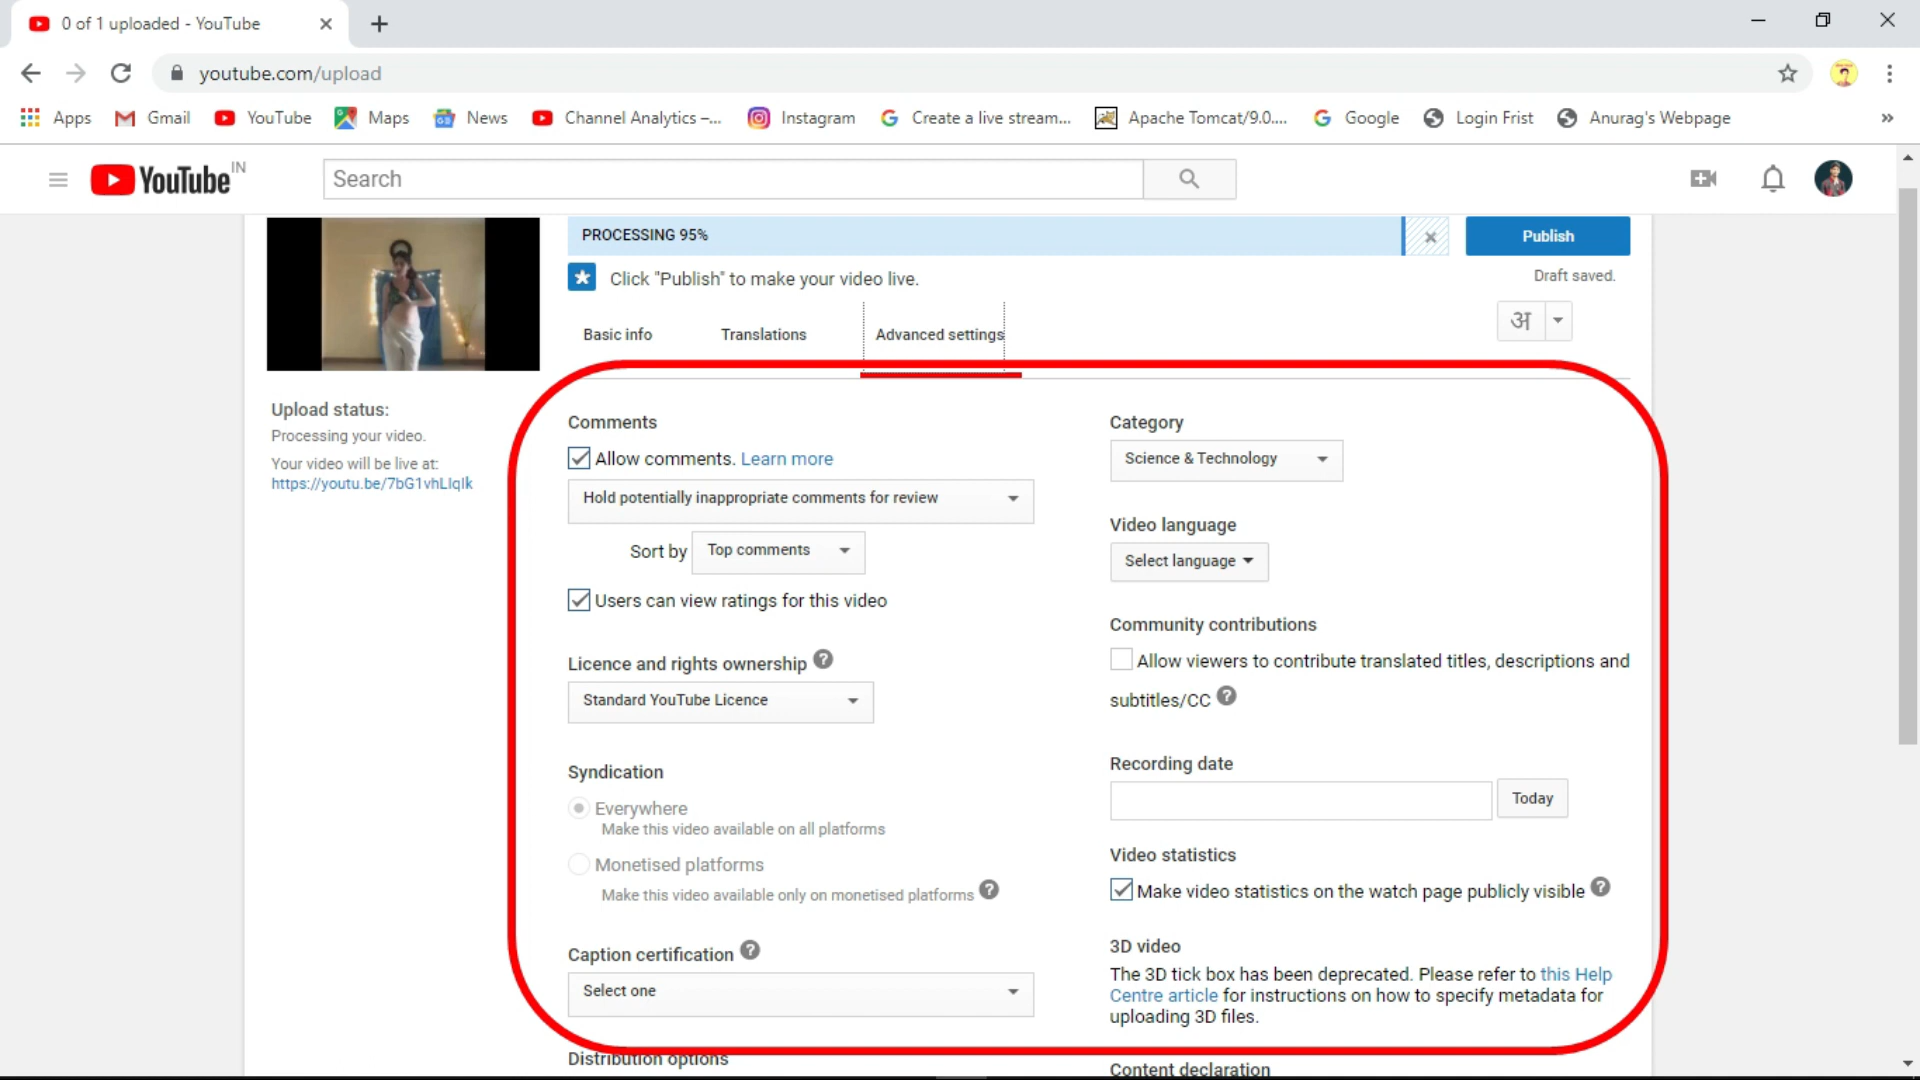 0 of 1 uploaded - YouTube
youtube.com/upload
Apps Gmail YouTube Maps News Channel Analytics –... Instagram Create a live stream... Apache Tomcat/9.0.... Google Login Frist Anurag's Webpage »
YouTube IN
Search
PROCESSING 95%
Publish
Click "Publish" to make your video live.
Draft saved.
Basic info Translations Advanced settings
अ
Upload status:
Processing your video.
Your video will be live at:
https://youtu.be/7bG1vhLIqIk
Comments
Allow comments. Learn more
Hold potentially inappropriate comments for review
Sort by Top comments
Users can view ratings for this video
Licence and rights ownership ?
Standard YouTube Licence
Syndication
Everywhere
Make this video available on all platforms
Monetised platforms
Make this video available only on monetised platforms ?
Caption certification ?
Select one
Distribution options
Category
Science & Technology
Video language
Select language
Community contributions
Allow viewers to contribute translated titles, descriptions and
subtitles/CC ?
Recording date
Today
Video statistics
Make video statistics on the watch page publicly visible ?
3D video
The 3D tick box has been deprecated. Please refer to this Help
Centre article for instructions on how to specify metadata for
uploading 3D files.
Content declaration